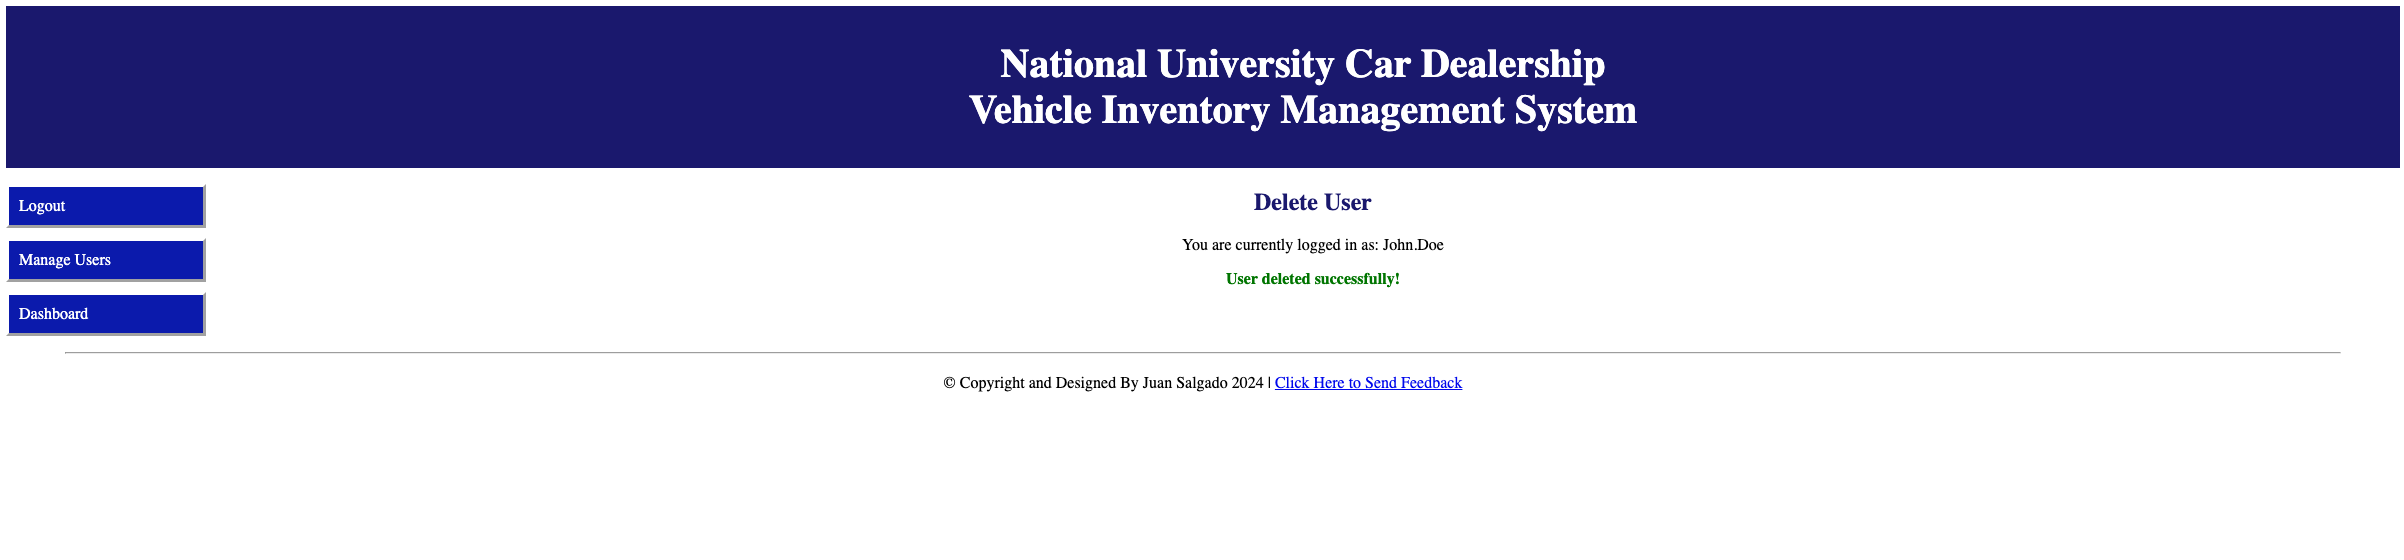 National University Car Dealership
Vehicle Inventory Management System
Logout
Manage Users
Dashboard
Delete User
You are currently logged in as: John.Doe
User deleted successfully!
© Copyright and Designed By Juan Salgado 2024 | Click Here to Send Feedback